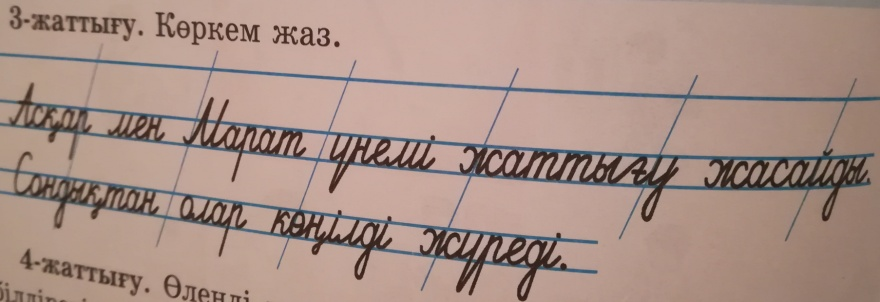 3-жаттығу. Көркем жаз.
Асқар мен Марат үнемі жаттығу жасайды.
Сондықтан олар көңілді жүреді.
4-жаттығу. Өлеңді